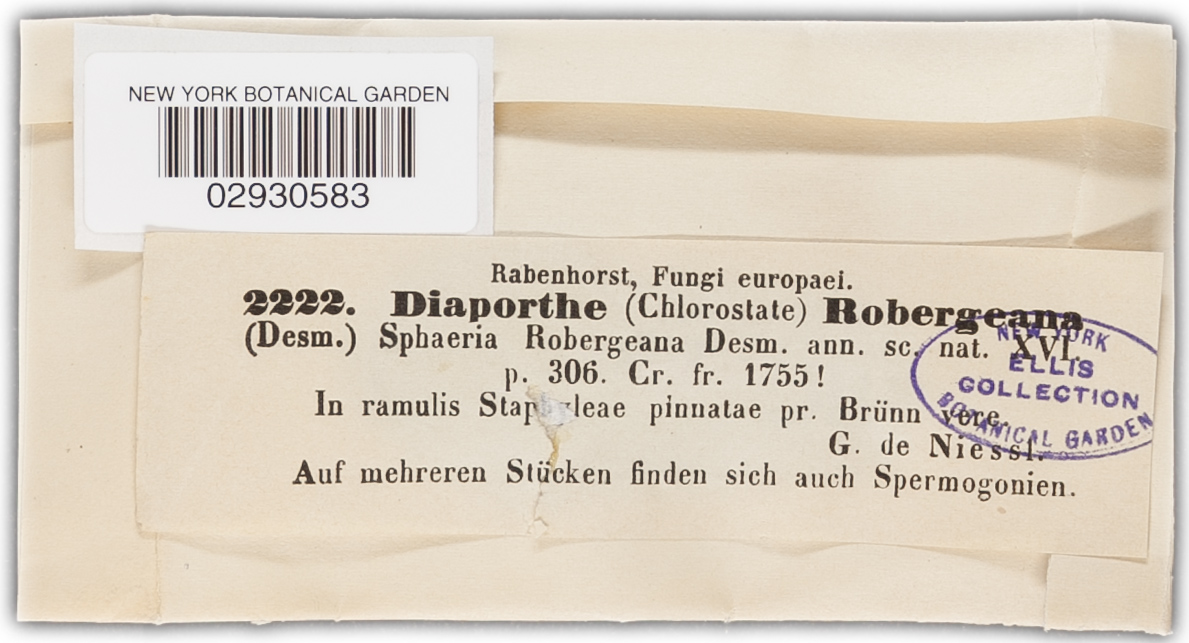 NEW YORK BOTANICAL GARDEN
02930583
Rabenhorst, Fungi europaei.
2222. Diaporthe (Chlorostate) Robergeana
(Desm.) Sphaeria Robergeana Desm. ann. sc. nat. XVI.
p. 306. Cr. fr. 1755!
In ramulis Staphyleae pinnatae pr. Brünn vere.
G. de Niessl.
Auf mehreren Stücken finden sich auch Spermogonien.
NEW YORK
ELLIS
COLLECTION
BOTANICAL GARDEN